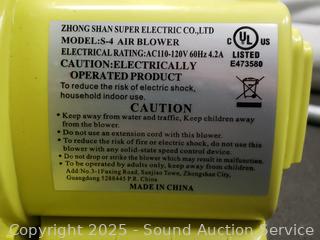 ZHONG SHAN SUPER ELECTRIC CO.,LTD
MODEL:S-4 AIR BLOWER
ELECTRICAL RATING:AC110-120V 60Hz 4.2A
CAUTION:ELECTRICALLY
OPERATED PRODUCT
To reduce the risk of electric shock,
household indoor use.
C UL US
LISTED
E473580
CAUTION
• Keep away from water and traffic, Keep children away
from the blower.
• Do not use an extension cord with this blower.
• To reduce the risk of fire or electric shock, do not use this
blower with any solid-state speed control device.
• Do not drop or strike the blower which may result in malfunction.
• To be operated by adults only, keep away from children.
Add:No.3-1Fuxing Road, Sanjiao Town, Zhongshan City,
Guangdong 5288445 P.R. China
MADE IN CHINA
Copyright 2025 - Sound Auction Service